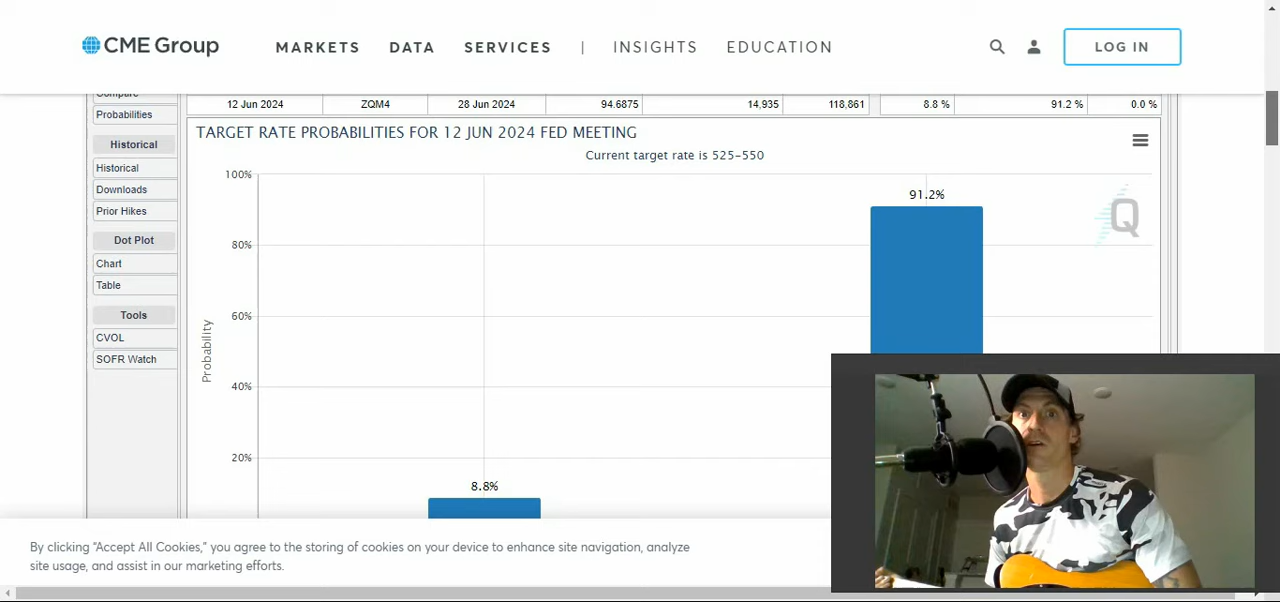 CME Group MARKETS DATA SERVICES | INSIGHTS EDUCATION LOG IN
Compare
Probabilities
Historical
Historical
Downloads
Prior Hikes
Dot Plot
Chart
Table
Tools
CVOL
SOFR Watch
12 Jun 2024 ZQM4 28 Jun 2024 94.6875 14,935 118,861 8.8 % 91.2 % 0.0 %
TARGET RATE PROBABILITIES FOR 12 JUN 2024 FED MEETING
Current target rate is 525-550
Probability
100%
80%
60%
40%
20%
8.8%
91.2%
Q
By clicking "Accept All Cookies," you agree to the storing of cookies on your device to enhance site navigation, analyze
site usage, and assist in our marketing efforts.